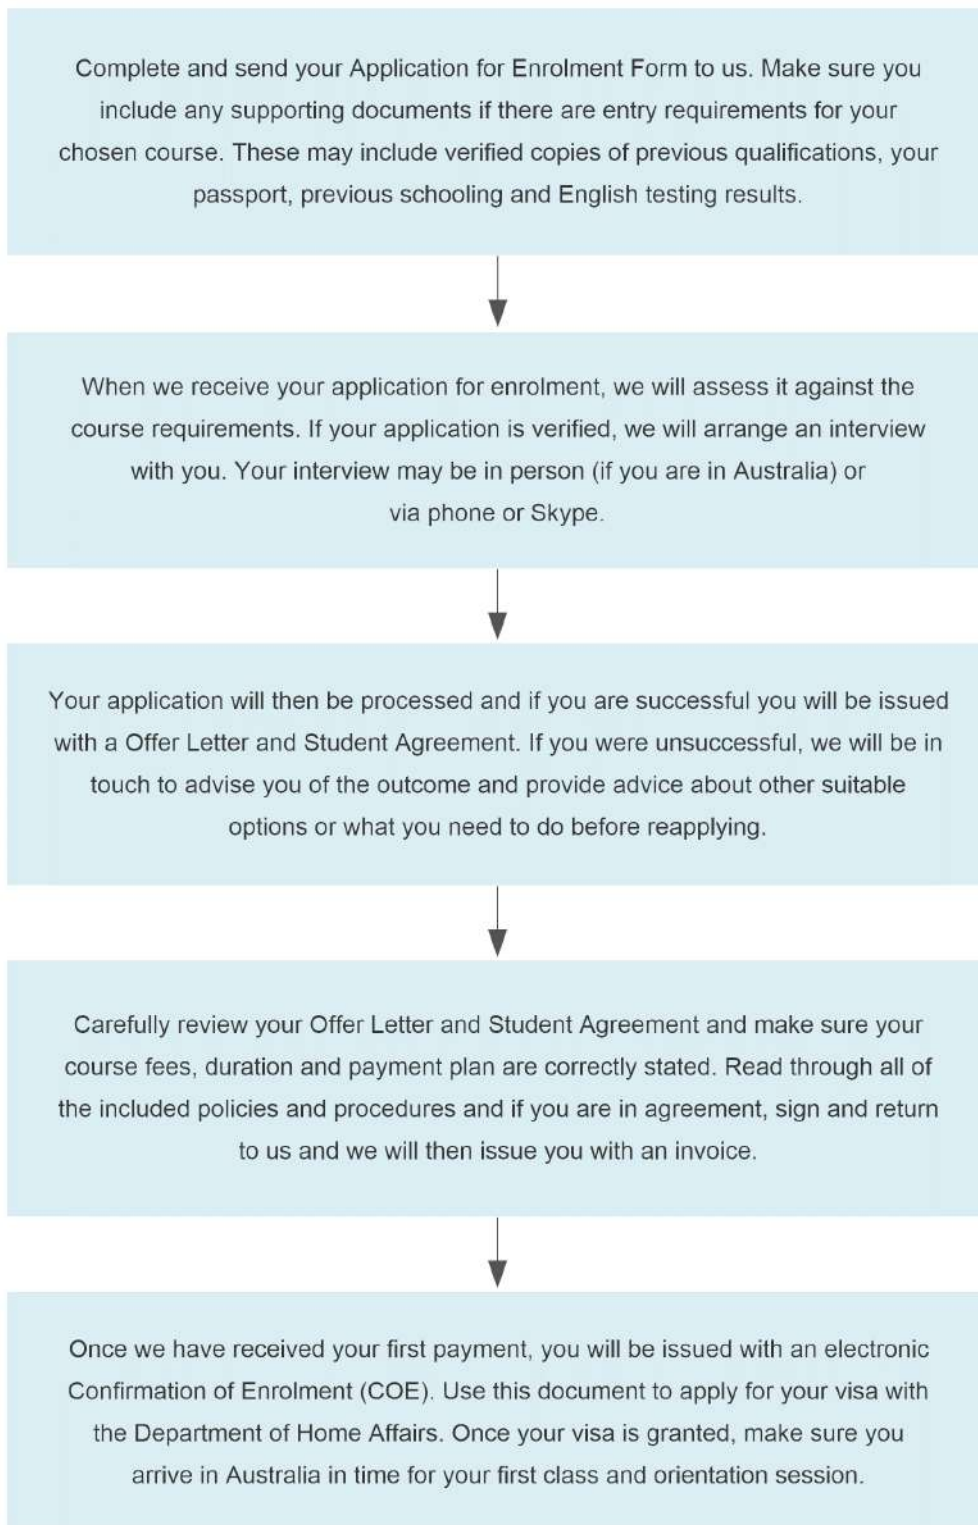 Complete and send your Application for Enrolment Form to us. Make sure you
include any supporting documents if there are entry requirements for your
chosen course. These may include verified copies of previous qualifications, your
passport, previous schooling and English testing results.
When we receive your application for enrolment, we will assess it against the
course requirements. If your application is verified, we will arrange an interview
with you. Your interview may be in person (if you are in Australia) or
via phone or Skype.
Your application will then be processed and if you are successful you will be issued
with a Offer Letter and Student Agreement. If you were unsuccessful, we will be in
touch to advise you of the outcome and provide advice about other suitable
options or what you need to do before reapplying.
Carefully review your Offer Letter and Student Agreement and make sure your
course fees, duration and payment plan are correctly stated. Read through all of
the included policies and procedures and if you are in agreement, sign and return
to us and we will then issue you with an invoice.
Once we have received your first payment, you will be issued with an electronic
Confirmation of Enrolment (COE). Use this document to apply for your visa with
the Department of Home Affairs. Once your visa is granted, make sure you
arrive in Australia in time for your first class and orientation session.